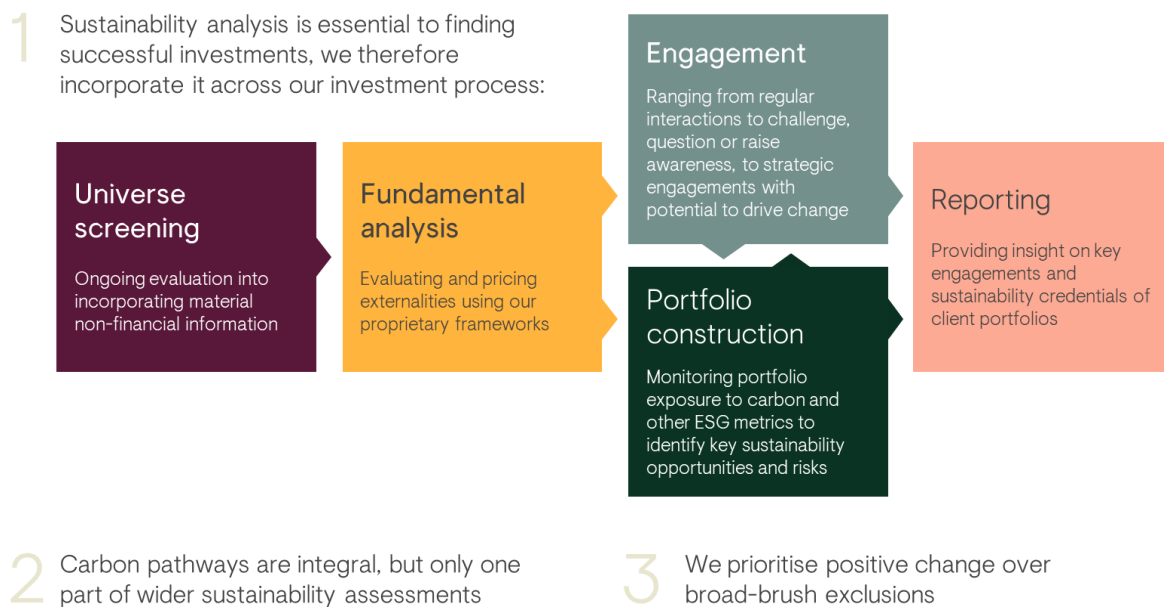 1
Sustainability analysis is essential to finding
successful investments, we therefore
incorporate it across our investment process:
Universe
screening
Ongoing evaluation into
incorporating material
non-financial information
Fundamental
analysis
Evaluating and pricing
externalities using our
proprietary frameworks
Engagement
Ranging from regular
interactions to challenge,
question or raise
awareness, to strategic
engagements with
potential to drive change
Portfolio
construction
Monitoring portfolio
exposure to carbon and
other ESG metrics to
identify key sustainability
opportunities and risks
Reporting
Providing insight on key
engagements and
sustainability credentials of
client portfolios
2
Carbon pathways are integral, but only one
part of wider sustainability assessments
3
We prioritise positive change over
broad-brush exclusions